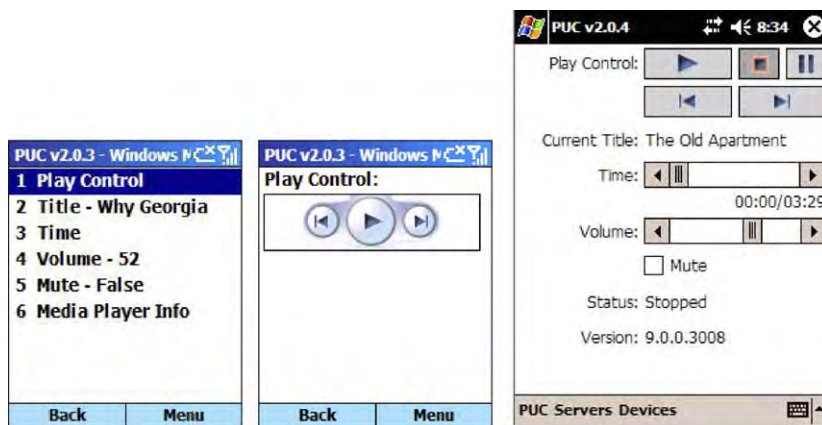 PUC v2.0.3 - Windows M
1 Play Control
2 Title - Why Georgia
3 Time
4 Volume - 52
5 Mute - False
6 Media Player Info
Back Menu
PUC v2.0.3 - Windows M
Play Control:
Back Menu
PUC v2.0.4 8:34
Play Control:
Current Title: The Old Apartment
Time:
00:00/03:29
Volume:
Mute
Status: Stopped
Version: 9.0.0.3008
PUC Servers Devices